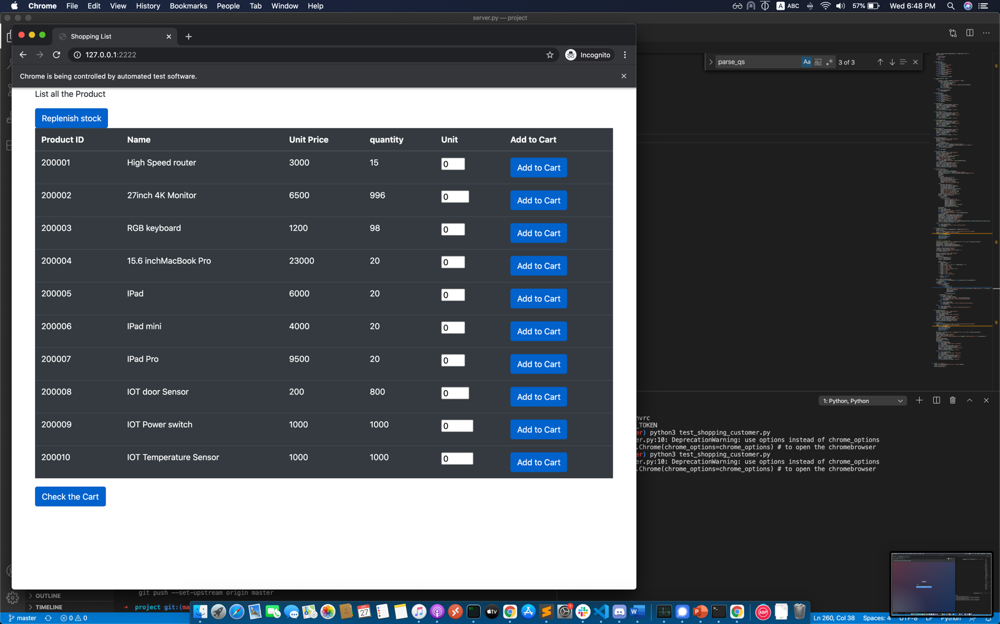 Chrome File Edit View History Bookmarks People Tab Window Help
A ABC 57% Wed 6:48 PM
server.py — project
Shopping List
127.0.0.1:2222
Incognito
parse_qs
Aa
3 of 3
Chrome is being controlled by automated test software.
List all the Product
Replenish stock
Product ID Name Unit Price quantity Unit Add to Cart
200001 High Speed router 3000 15 0 Add to Cart
200002 27inch 4K Monitor 6500 996 0 Add to Cart
200003 RGB keyboard 1200 98 0 Add to Cart
200004 15.6 inchMacBook Pro 23000 20 0 Add to Cart
200005 IPad 6000 20 0 Add to Cart
200006 IPad mini 4000 20 0 Add to Cart
200007 IPad Pro 9500 20 0 Add to Cart
200008 IOT door Sensor 200 800 0 Add to Cart
200009 IOT Power switch 1000 1000 0 Add to Cart
200010 IOT Temperature Sensor 1000 1000 0 Add to Cart
Check the Cart
1: Python, Python
nvrc
_TOKEN
er) python3 test_shopping_customer.py
er.py:10: DeprecationWarning: use options instead of chrome_options
.Chrome(chrome_options=chrome_options) # to open the chromebrowser
er) python3 test_shopping_customer.py
er.py:10: DeprecationWarning: use options instead of chrome_options
.Chrome(chrome_options=chrome_options) # to open the chromebrowser
OUTLINE
git push --set-upstream origin master
TIMELINE
→ project git:(ma
27
tv
1
ABP
Login
master 0 0
Ln 260, Col 38 Spaces: 4 UTF-8 LF Python